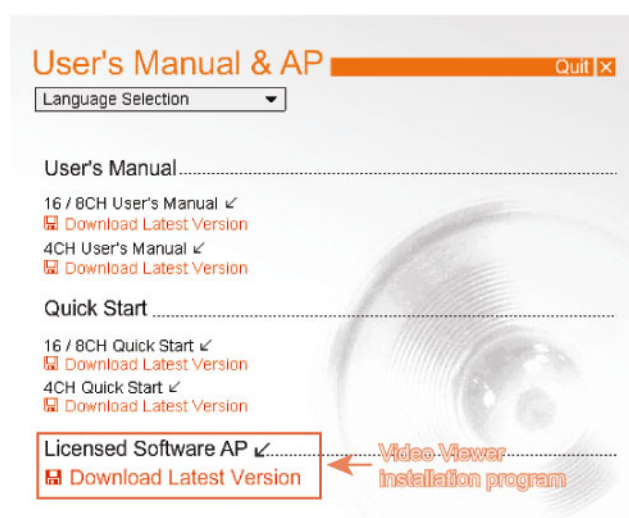 User's Manual & AP
Quit
Language Selection
User's Manual
16 / 8CH User's Manual
Download Latest Version
4CH User's Manual
Download Latest Version
Quick Start
16 / 8CH Quick Start
Download Latest Version
4CH Quick Start
Download Latest Version
Licensed Software AP
Download Latest Version
Video Viewer
installation program